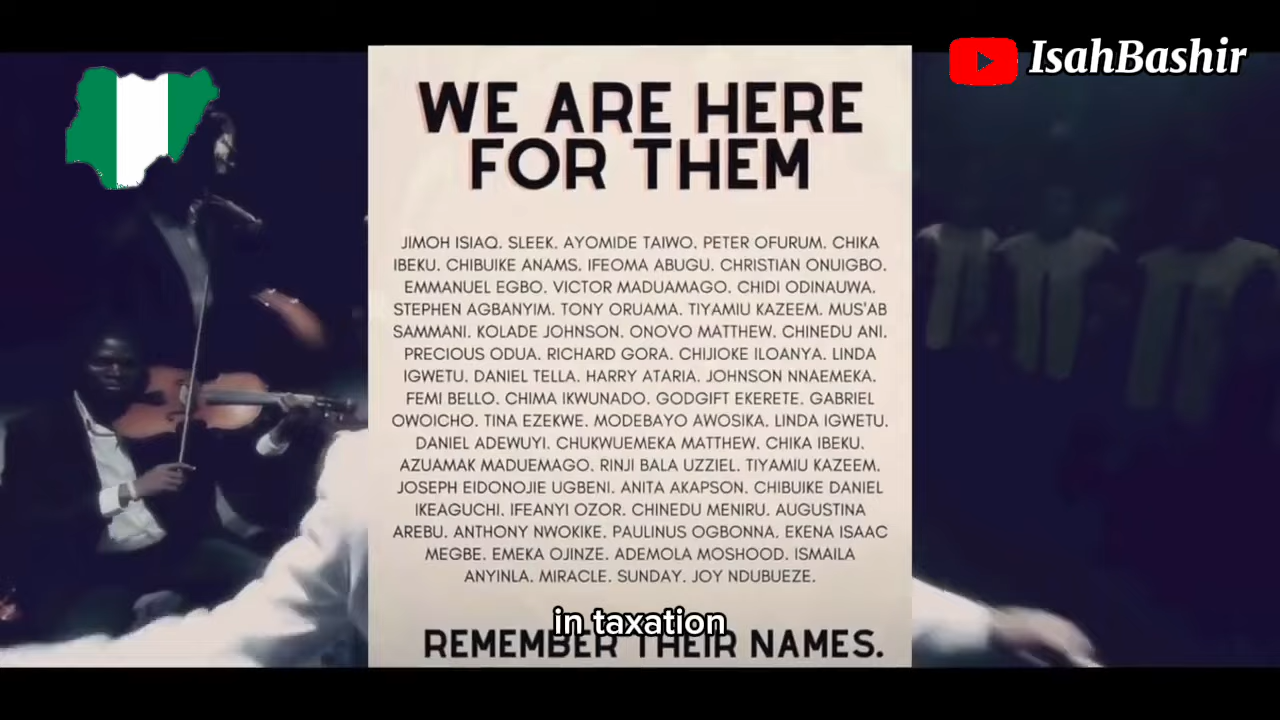 IsahBashir
WE ARE HERE
FOR THEM
JIMOH ISIAQ. SLEEK. AYOMIDE TAIWO. PETER OFURUM. CHIKA
IBEKU. CHIBUIKE ANAMS. IFEOMA ABUGU. CHRISTIAN ONUIGBO.
EMMANUEL EGBO. VICTOR MADUAMAGO. CHIDI ODINAUWA.
STEPHEN AGBANYIM. TONY ORUAMA. TIYAMIU KAZEEM. MUS'AB
SAMMANI. KOLADE JOHNSON. ONOVO MATTHEW. CHINEDU ANI.
PRECIOUS ODUA. RICHARD GORA. CHIJIOKE ILOANYA. LINDA
IGWETU. DANIEL TELLA. HARRY ATARIA. JOHNSON NNAEMEKA.
FEMI BELLO. CHIMA IKWUNADO. GODGIFT EKERETE. GABRIEL
OWOICHO. TINA EZEKWE. MODEBAYO AWOSIKA. LINDA IGWETU.
DANIEL ADEWUYI. CHUKWUEMEKA MATTHEW. CHIKA IBEKU.
AZUAMAK MADUEMAGO. RINJI BALA UZZIEL. TIYAMIU KAZEEM.
JOSEPH EIDONOJIE UGBENI. ANITA AKAPSON. CHIBUIKE DANIEL
IKEAGUCHI. IFEANYI OZOR. CHINEDU MENIRU. AUGUSTINA
AREBU. ANTHONY NWOKIKE. PAULINUS OGBONNA. EKENA ISAAC
MEGBE. EMEKA OJINZE. ADEMOLA MOSHOOD. ISMAILA
ANYINLA. MIRACLE. SUNDAY. JOY NDUBUEZE.
in taxation
REMEMBER THEIR NAMES.